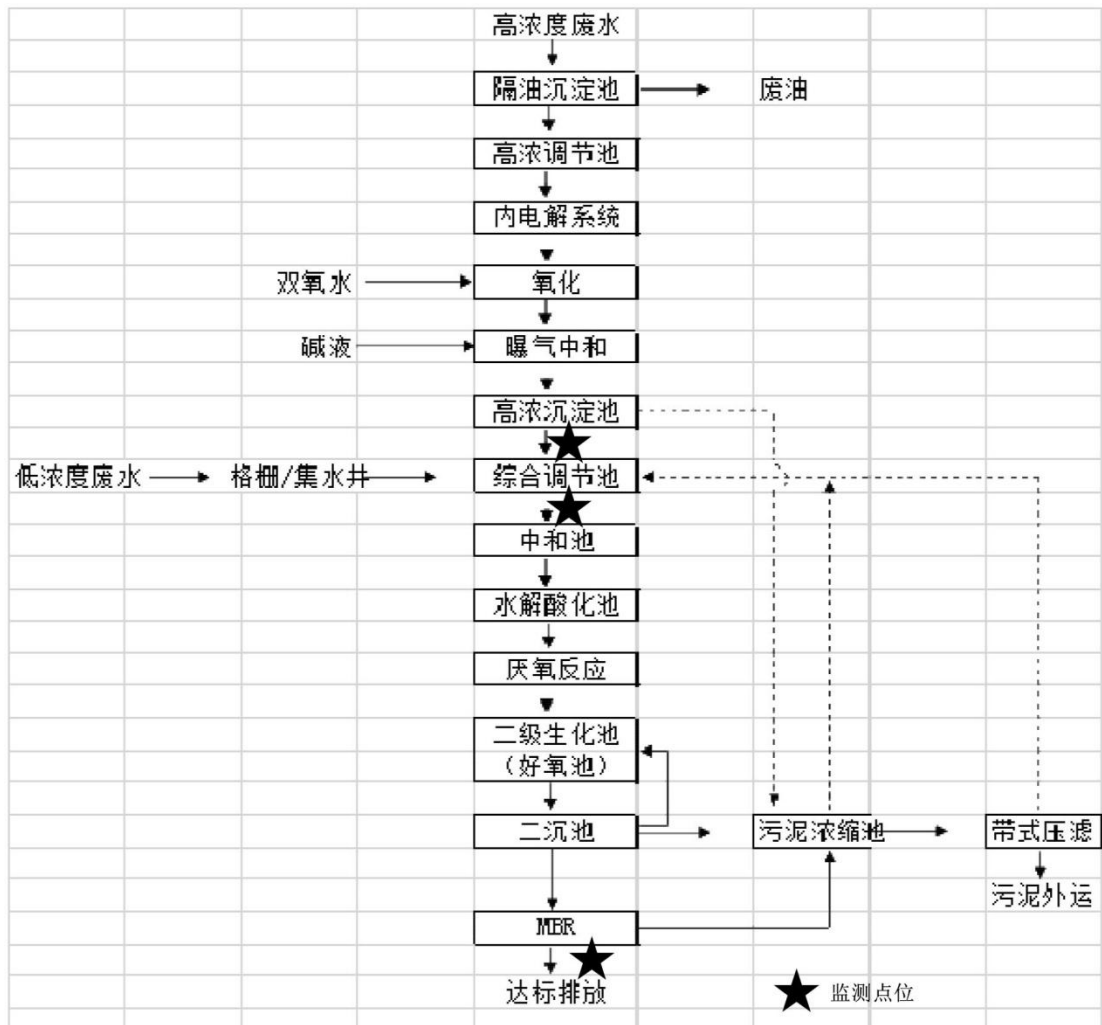 高浓度废水
隔油沉淀池
废油
高浓调节池
内电解系统
双氧水
氧化
碱液
曝气中和
高浓沉淀池
低浓度废水
格栅/集水井
综合调节池
中和池
水解酸化池
厌氧反应
二级生化池
（好氧池）
二沉池
污泥浓缩池
带式压滤
污泥外运
MBR
达标排放
监测点位